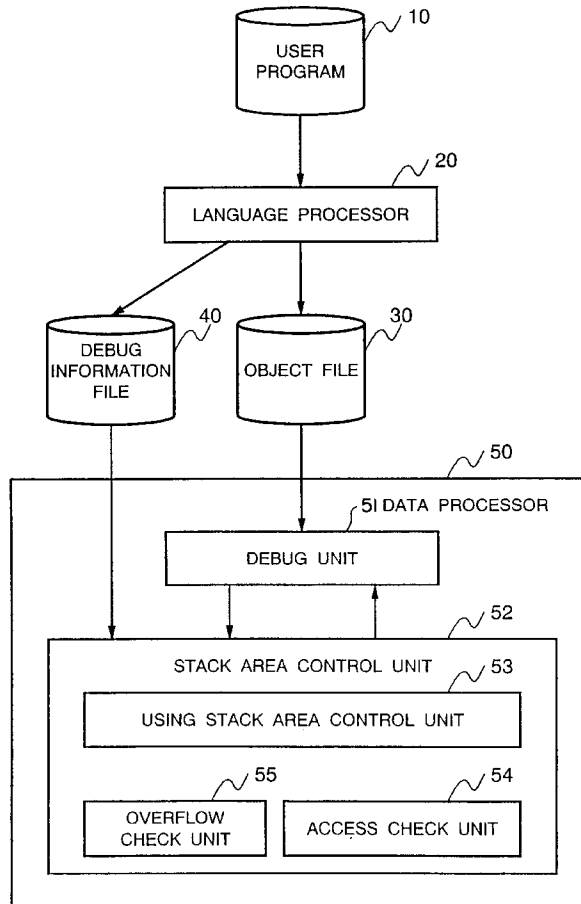 10
USER
PROGRAM
20
LANGUAGE PROCESSOR
40
30
DEBUG
INFORMATION
FILE
OBJECT FILE
50
51 DATA PROCESSOR
DEBUG UNIT
52
STACK AREA CONTROL UNIT
53
USING STACK AREA CONTROL UNIT
55
54
OVERFLOW
CHECK UNIT
ACCESS CHECK UNIT